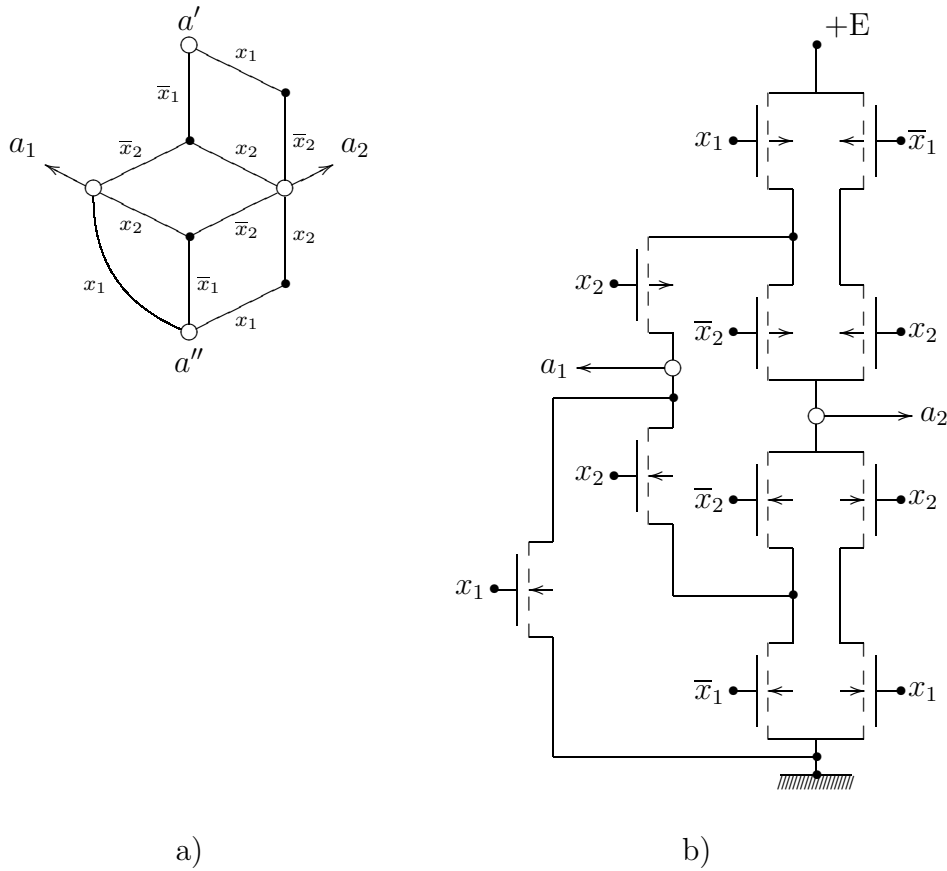 a′
x₁
x̅₁
a₁
x̅₂
x₂
x̅₂
a₂
x₂
x̅₂
x₂
x₁
x̅₁
x₁
a″
a)
+E
x₁
x̅₁
x₂
x̅₂
x₂
a₁
a₂
x₂
x̅₂
x₂
x₁
x̅₁
x₁
b)